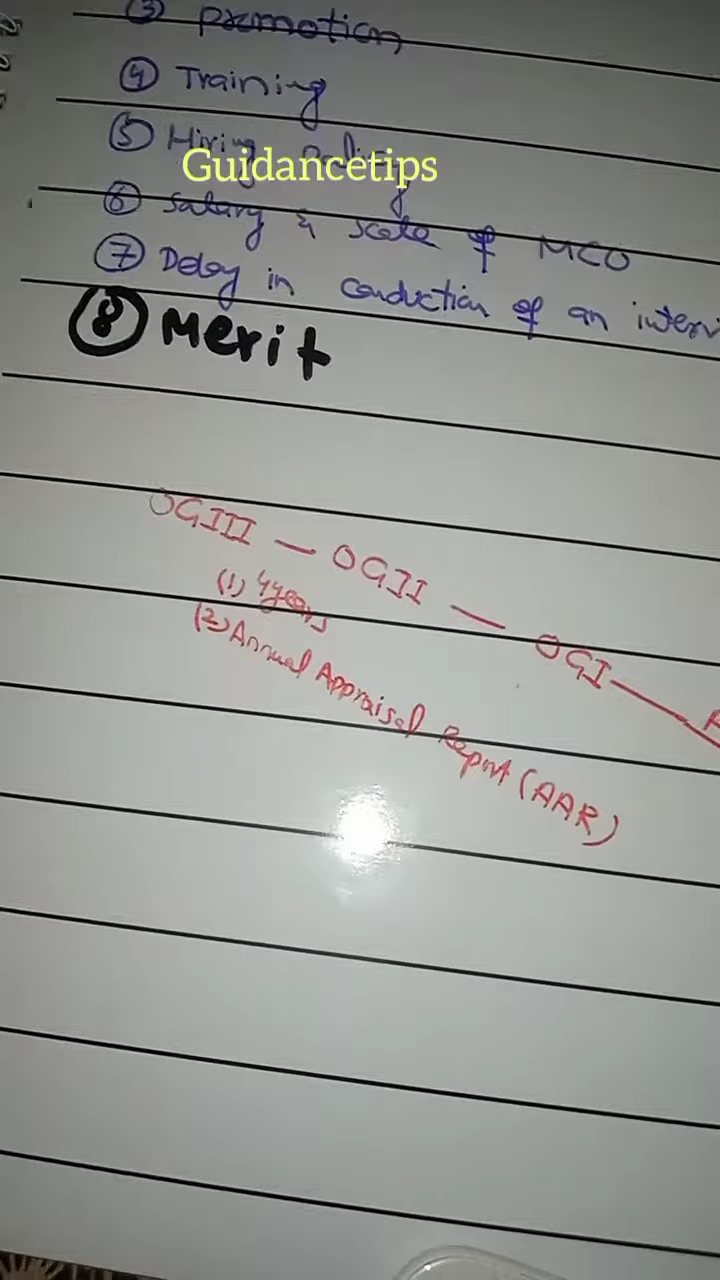 ③ promotion
④ Training
⑤ Hiring Policy
Guidancetips
⑥ Salary & scale of MCO
⑦ Delay in conduction of an interv
⑧ Merit
OGIII — OGII — OGI —
(1) 4years
(2) Annual Appraisal Report (AAR)